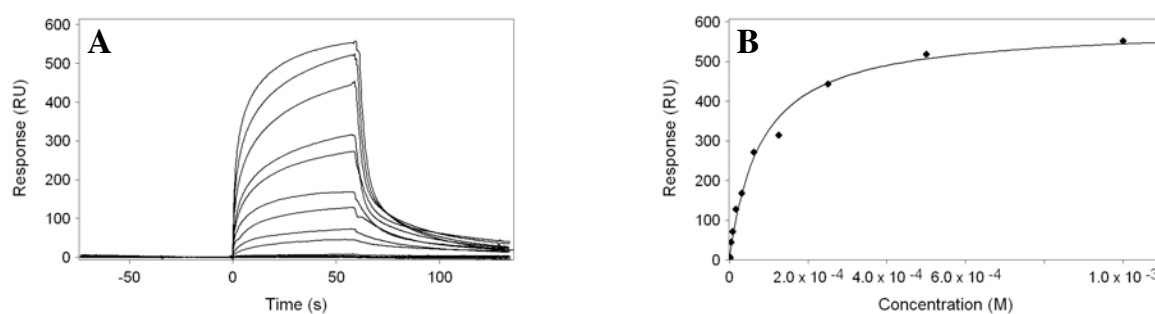 A
600
500
400
300
200
100
0
Response (RU)
-50
0
50
100
Time (s)
B
600
500
400
300
200
100
0
Response (RU)
0
2.0 x 10 -4
4.0 x 10 -4
6.0 x 10 -4
1.0 x 10 -3
Concentration (M)